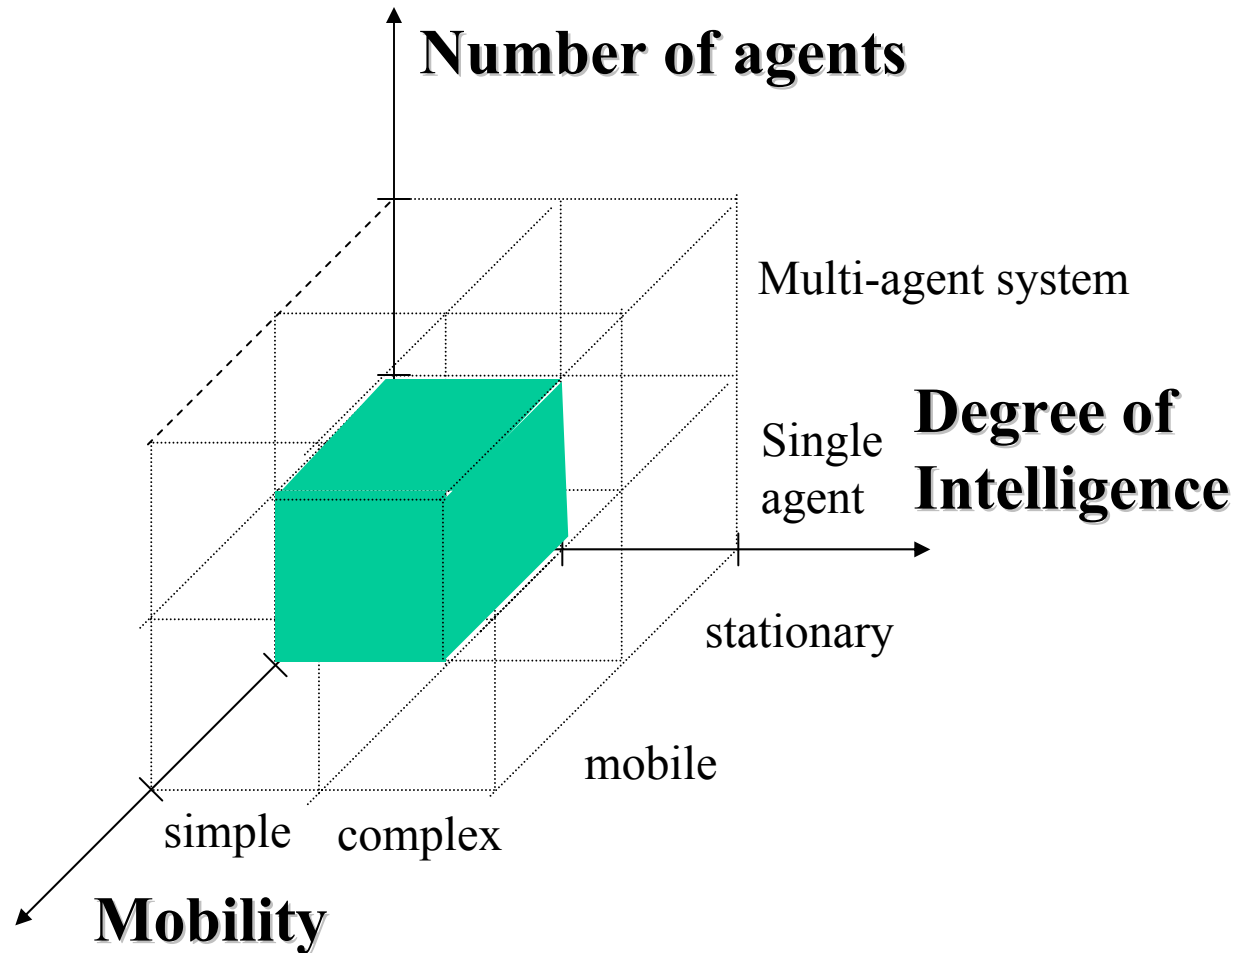 Number of agents
Multi-agent system
Degree of
Intelligence
Single
agent
stationary
mobile
simple
complex
Mobility